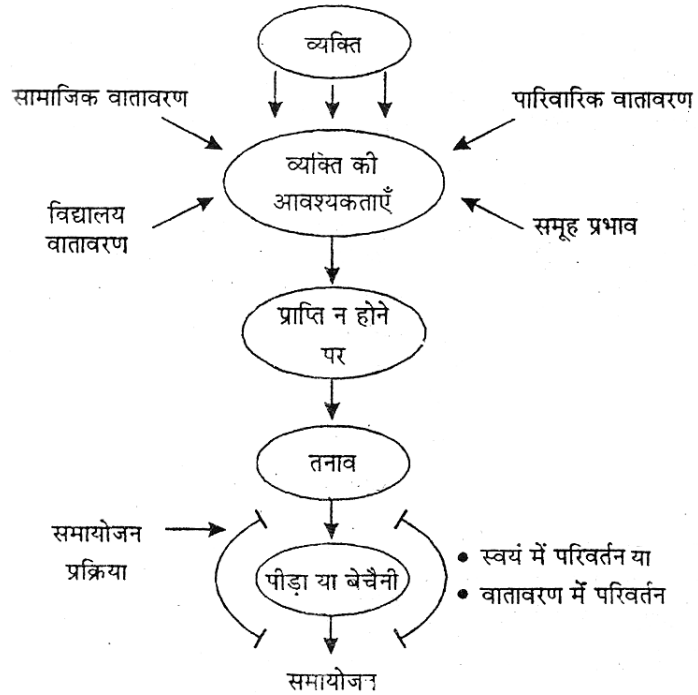 व्यक्ति
सामाजिक वातावरण
पारिवारिक वातावरण
व्यक्ति की
आवश्यकताएँ
विद्यालय
वातावरण
समूह प्रभाव
प्राप्ति न होने
पर
तनाव
समायोजन
प्रक्रिया
पीड़ा या बेचैनी
• स्वयं में परिवर्तन या
• वातावरण में परिवर्तन
समायोजन